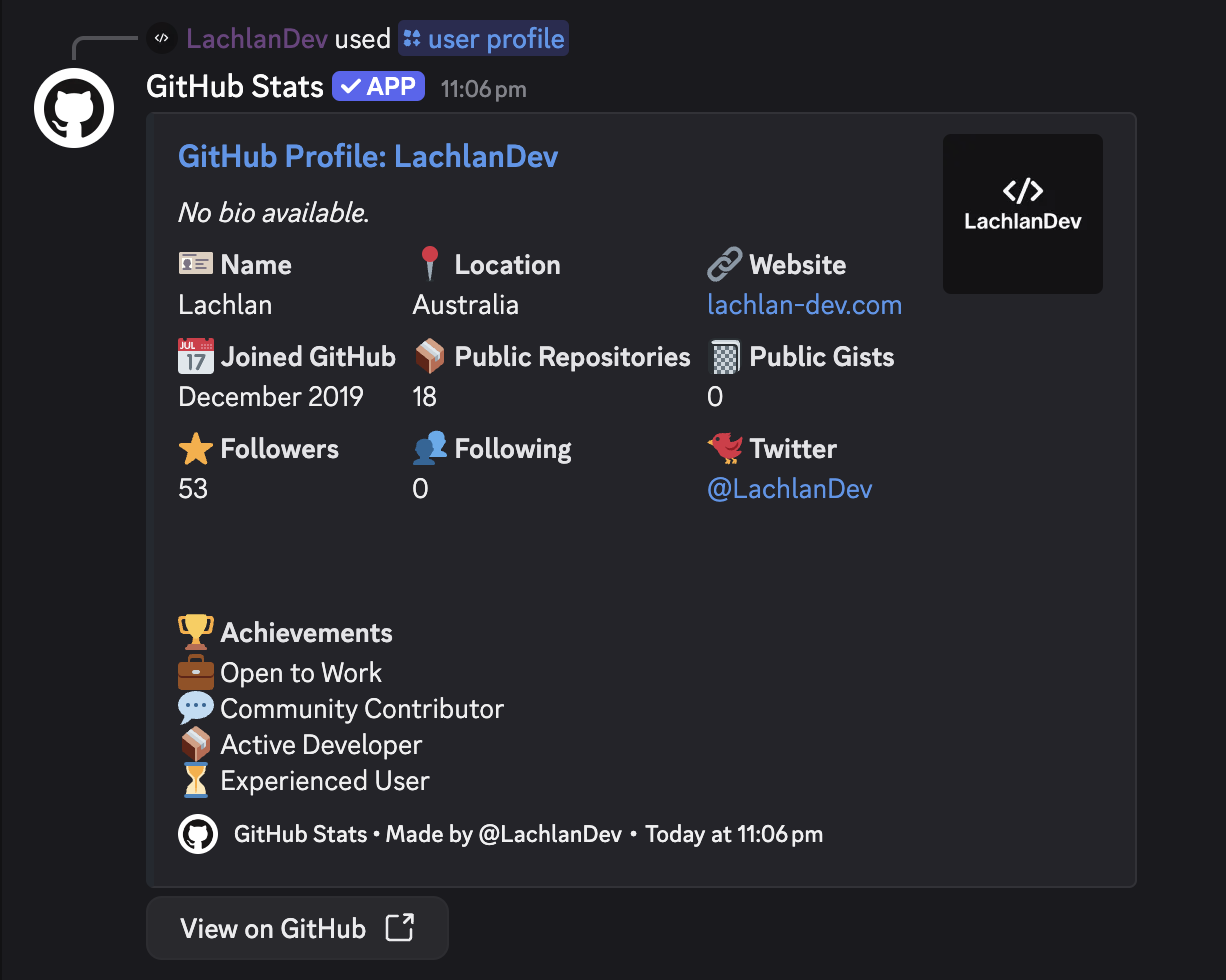 LachlanDev used user profile
GitHub Stats APP 11:06 pm
GitHub Profile: LachlanDev
</>
LachlanDev
No bio available.
Name Location Website
Lachlan Australia lachlan-dev.com
JUL 17 Joined GitHub Public Repositories Public Gists
December 2019 18 0
Followers Following Twitter
53 0 @LachlanDev
Achievements
Open to Work
Community Contributor
Active Developer
Experienced User
GitHub Stats • Made by @LachlanDev • Today at 11:06 pm
View on GitHub